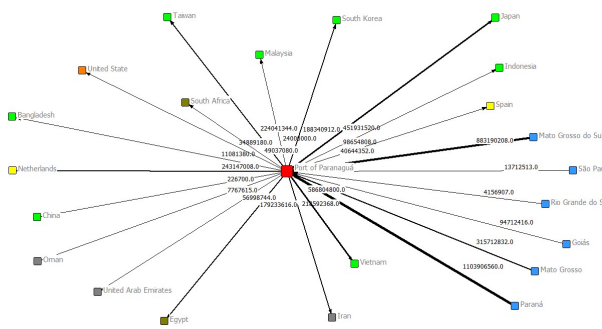 Taiwan
South Korea
Japan
Malaysia
Indonesia
United State
South Africa
Spain
Bangladesh
224041344.0
188340912.0
451931520.0
24008000.0
34889180.0
98654808.0
883190208.0
Mato Grosso do Su
11081380.0
49037080.0
40644352.0
Netherlands
243147008.0
Port of Paranaguá
13712513.0
São Pa
226700.0
7767615.0
586804800.0
4156907.0
Rio Grande do S
56998744.0
179233616.0
China
94712416.0
Goiás
Oman
315712832.0
Vietnam
Mato Grosso
United Arab Emirates
1103906560.0
Paraná
Egypt
Iran